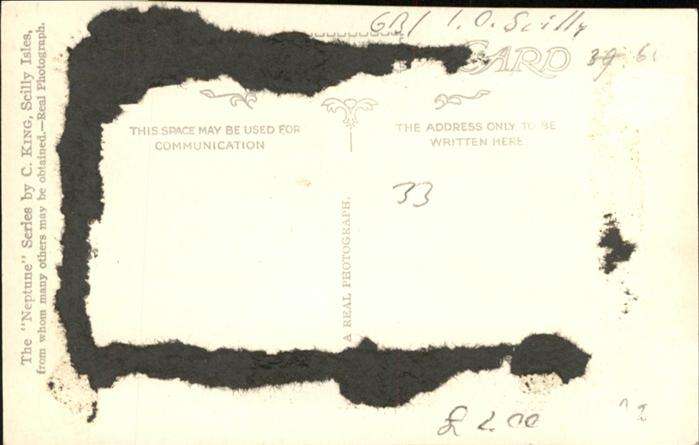 GB/ I.O. Scilly
CARD
THIS SPACE MAY BE USED FOR
COMMUNICATION
THE ADDRESS ONLY TO BE
WRITTEN HERE
33
A REAL PHOTOGRAPH.
The "Neptune" Series by C. KING, Scilly Isles,
from whom many others may be obtained.—Real Photograph.
£2.00